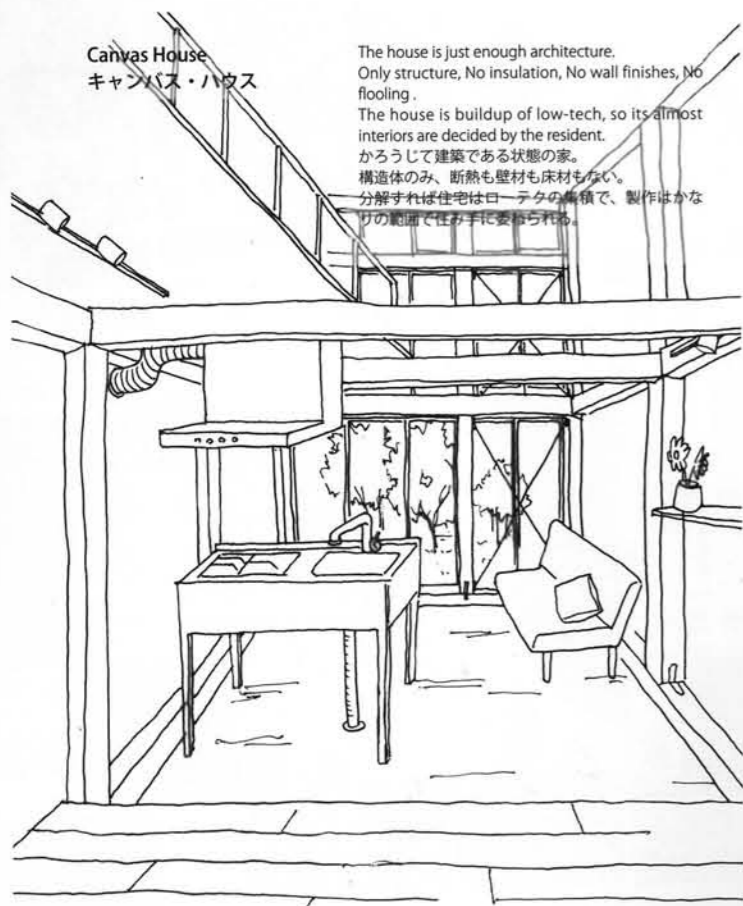 Canvas House
キャンバス・ハウス
The house is just enough architecture.
Only structure, No insulation, No wall finishes, No
flooling .
The house is buildup of low-tech, so its almost
interiors are decided by the resident.
かろうじて建築である状態の家。
構造体のみ、断熱も壁材も床材もない。
分解すれば住宅はローテクの集積で、製作はかな
りの範囲で住み手に委ねられる。